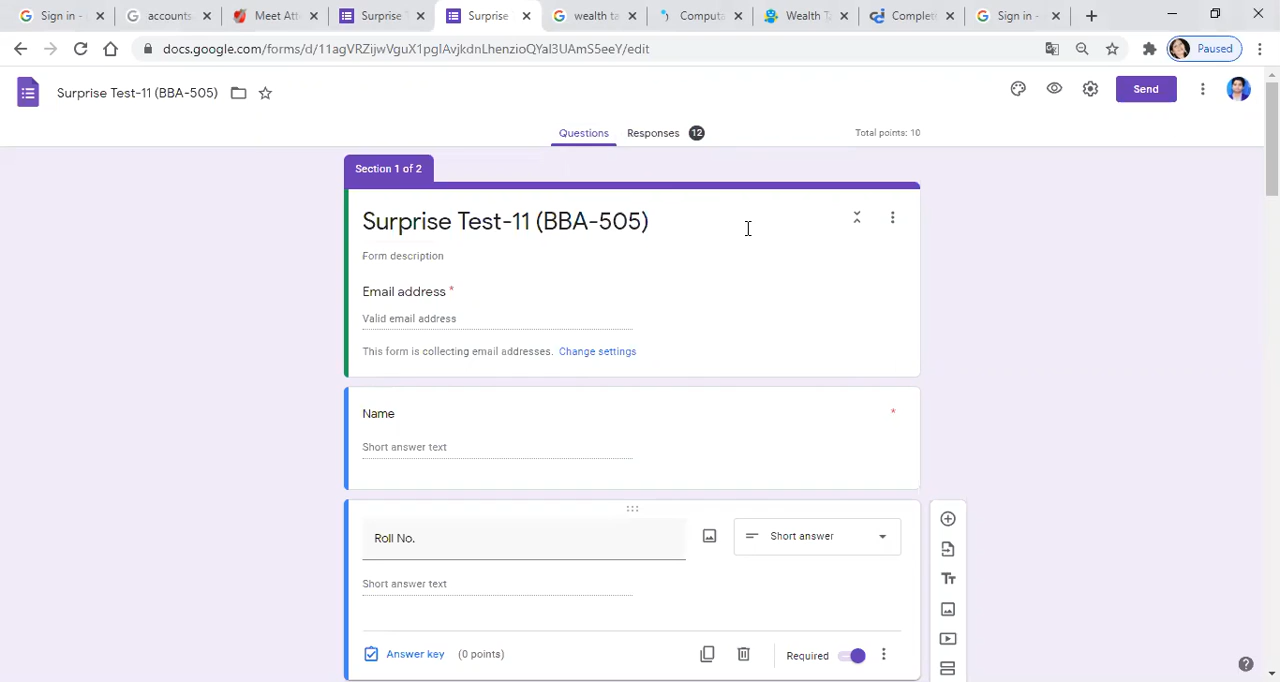 Sign in -
accounts
Meet Att
Surprise T
Surprise
wealth ta
Computa
Wealth T
Complet
Sign in -
docs.google.com/forms/d/11agVRZijwVguX1pglAvjkdnLhenzioQYal3UAmS5eeY/edit
Paused
Surprise Test-11 (BBA-505)
Send
Questions
Responses 12
Total points: 10
Section 1 of 2
Surprise Test-11 (BBA-505)
Form description
Email address *
Valid email address
This form is collecting email addresses. Change settings
Name *
Short answer text
Roll No.
Short answer
Short answer text
Answer key (0 points)
Required